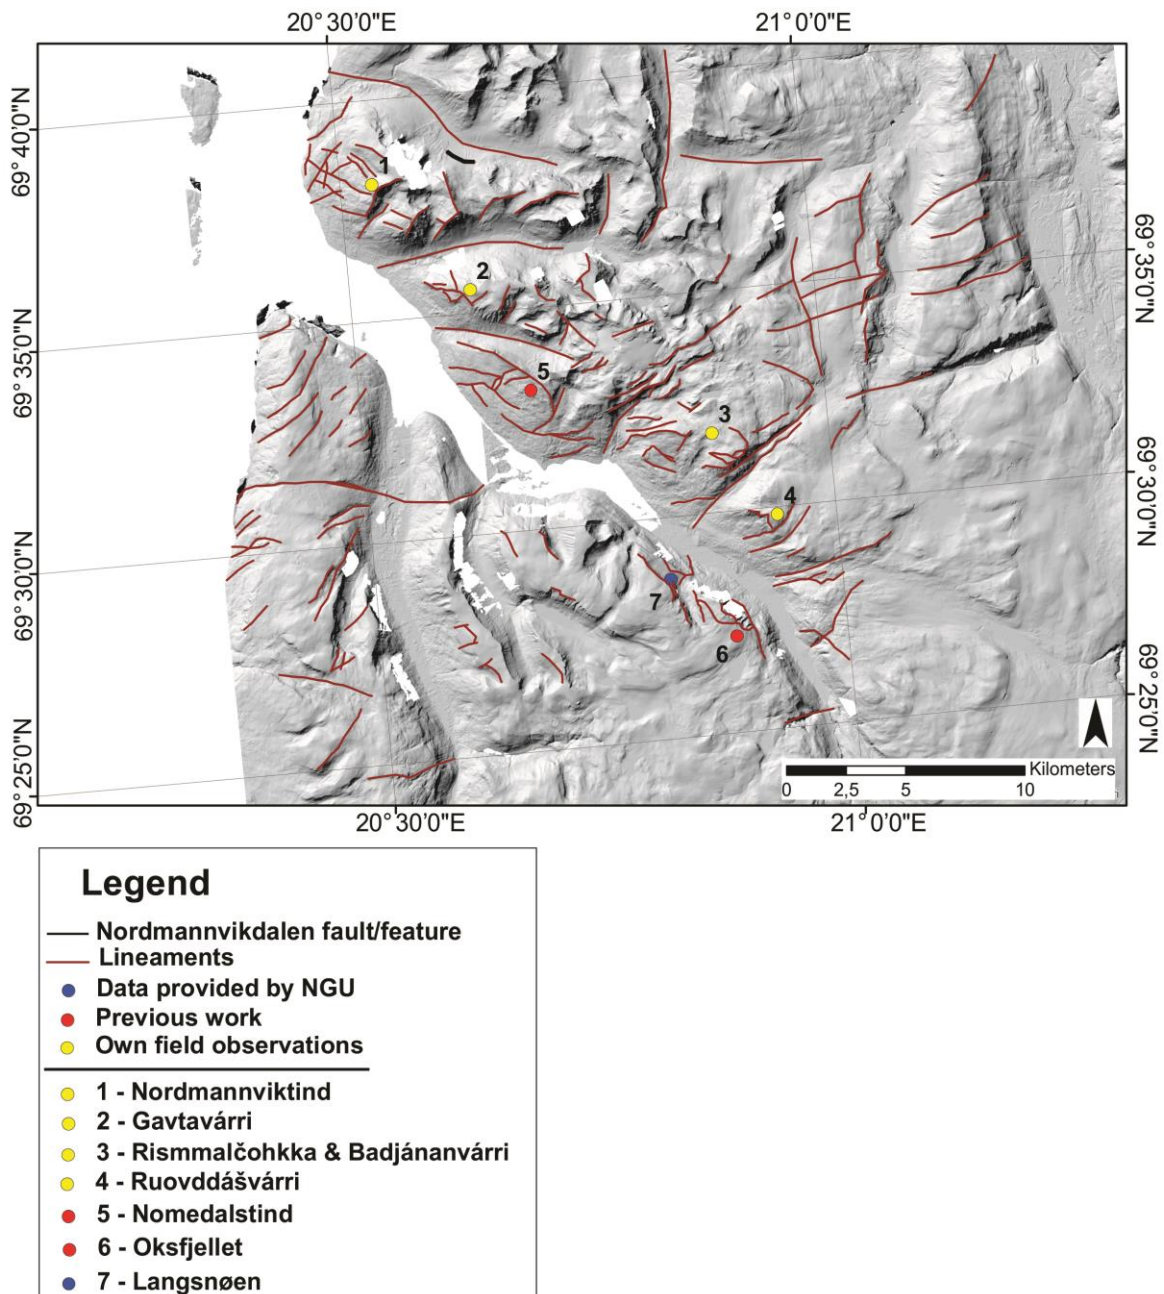 20°30'0"E 21°0'0"E
69°40'0"N
69°35'0"N
69°35'0"N
69°30'0"N
69°30'0"N
69°25'0"N
69°25'0"N
1
2
5
3
4
7
6
Kilometers
0 2,5 5 10
20°30'0"E 21°0'0"E
Legend
Nordmannvikdalen fault/feature
Lineaments
Data provided by NGU
Previous work
Own field observations
1 - Nordmannviktind
2 - Gavtavárri
3 - Rismmalčohkka & Badjánanvárri
4 - Ruovddášvárri
5 - Nomedalstind
6 - Oksfjellet
7 - Langsnøen